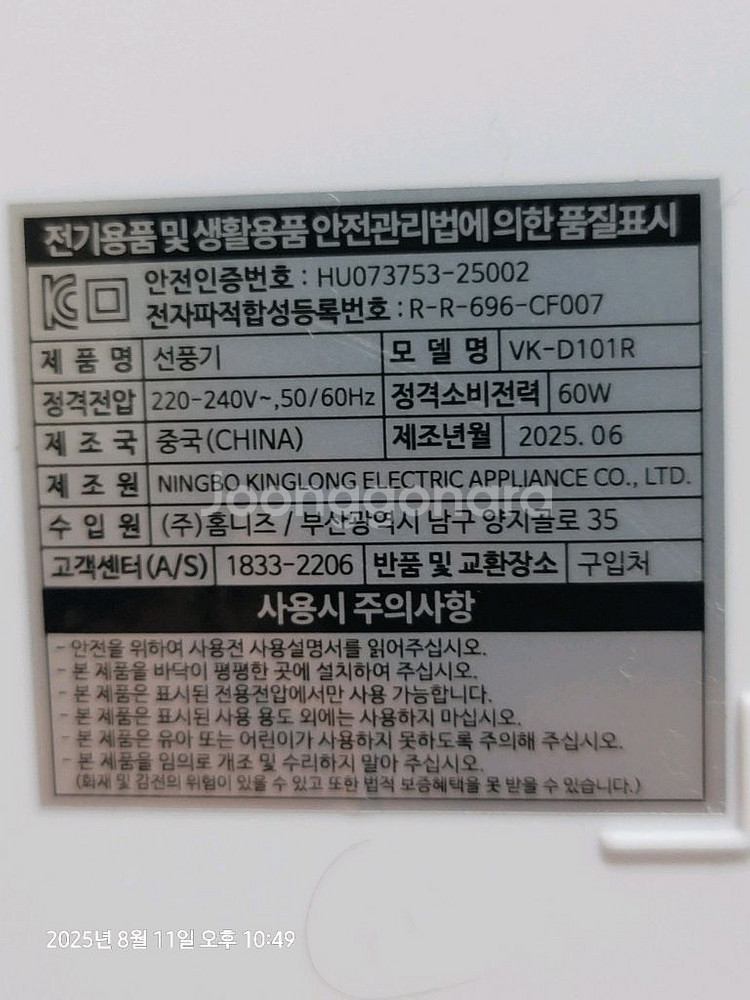 전기용품 및 생활용품 안전관리법에 의한 품질표시
안전인증번호 : HU073753-25002
전자파적합성등록번호 : R-R-696-CF007
제품명 선풍기 모델명 VK-D101R
정격전압 220-240V~,50/60Hz 정격소비전력 60W
제조국 중국(CHINA) 제조년월 2025. 06
제조원 NINGBO KINGLONG ELECTRIC APPLIANCE CO., LTD.
Joonggonara
수입원 (주)홈니즈 / 부산광역시 남구 양지골로 35
고객센터(A/S) 1833-2206 반품 및 교환장소 구입처
사용시 주의사항
- 안전을 위하여 사용전 사용설명서를 읽어주십시오.
- 본 제품을 바닥이 평평한 곳에 설치하여 주십시오.
- 본 제품은 표시된 전용전압에서만 사용 가능합니다.
- 본 제품은 표시된 사용 용도 외에는 사용하지 마십시오.
- 본 제품은 유아 또는 어린이가 사용하지 못하도록 주의해 주십시오.
- 본 제품을 임의로 개조 및 수리하지 말아 주십시오.
(화재 및 감전의 위험이 있을 수 있고 또한 법적 보증혜택을 못 받을 수 있습니다.)
2025년 8월 11일 오후 10:49